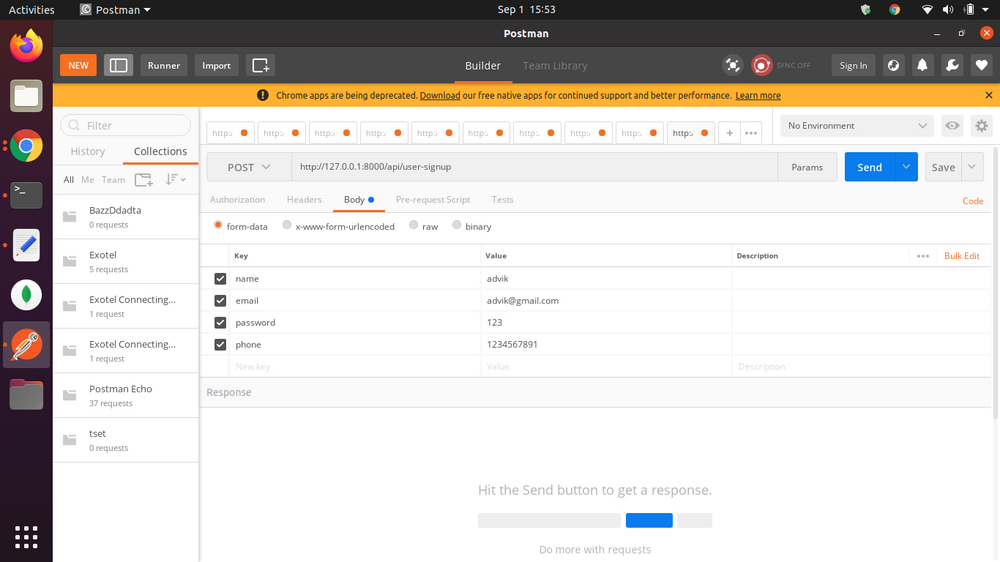 Activities Postman Sep 1 15:53
Postman
NEW Runner Import Builder Team Library SYNC OFF Sign In
Chrome apps are being deprecated. Download our free native apps for continued support and better performance. Learn more
Filter
History Collections
All Me Team
BazzDdadta
0 requests
Exotel
5 requests
Exotel Connecting...
1 request
Exotel Connecting...
1 request
Postman Echo
37 requests
tset
0 requests
http:/ http:/ http:/ http:/ http:/ http:/ http:/ http:/ http:/ http: + ••• No Environment
POST http://127.0.0.1:8000/api/user-signup Params Send Save
Authorization Headers Body Pre-request Script Tests Code
form-data x-www-form-urlencoded raw binary
Key Value Description ••• Bulk Edit
name advik
email advik@gmail.com
password 123
phone 1234567891
New key Value Description
Response
Hit the Send button to get a response.
Do more with requests